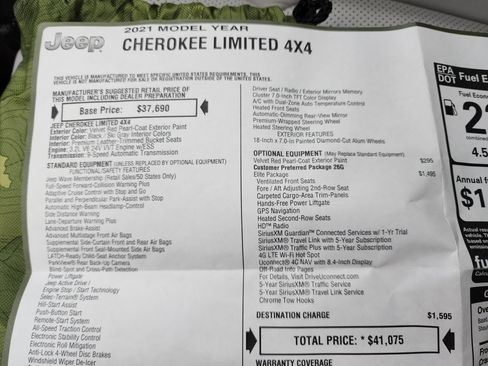 Jeep
2021 MODEL YEAR
CHEROKEE LIMITED 4X4
THIS VEHICLE IS MANUFACTURED TO MEET SPECIFIC UNITED STATES REQUIREMENTS. THIS
VEHICLE IS NOT MANUFACTURED FOR SALE OR REGISTRATION OUTSIDE OF THE UNITED STATES.
MANUFACTURER'S SUGGESTED RETAIL PRICE OF
THIS MODEL INCLUDING DEALER PREPARATION
Base Price: $37,690
JEEP CHEROKEE LIMITED 4X4
Exterior Color: Velvet Red Pearl-Coat Exterior Paint
Interior Color: Black / Ski Gray Interior Colors
Interior: Premium Leather-Trimmed Bucket Seats
Engine: 3.2L V6 24V VVT Engine w/ESS
Transmission: 9-Speed Automatic Transmission
STANDARD EQUIPMENT (UNLESS REPLACED BY OPTIONAL EQUIPMENT)
FUNCTIONAL/SAFETY FEATURES
Jeep Wave Membership (Retail Sales/50 States Only)
Full-Speed Forward-Collision Warning Plus
Adaptive Cruise Control with Stop and Go
Parallel and Perpendicular Park-Assist with Stop
Automatic High-Beam Headlamp-Control
Side Distance Warning
Lane-Departure Warning Plus
Advanced Brake-Assist
Advanced Multistage Front Air Bags
Supplemental Side-Curtain Front and Rear Air Bags
Supplemental Front Seat-Mounted Side Air Bags
LATCH-Ready Child-Seat Anchor System
ParkView® Rear Back-Up Camera
Blind-Spot and Cross-Path Detection
Power Liftgate
Jeep Active Drive I
Engine Stop / Start Technology
Selec-Terrain® System
Hill-Start Assist
Push-Button Start
Remote-Start System
All-Speed Traction Control
Electronic Stability Control
Electronic Roll Mitigation
Anti-Lock 4-Wheel Disc Brakes
Windshield Wiper De-Icer
Driver Seat / Radio / Exterior Mirrors Memory
Cluster 7.0-Inch TFT Color Display
A/C with Dual-Zone Auto Temperature Control
Heated Front Seats
Automatic-Dimming Rear-View Mirror
Premium-Wrapped Steering Wheel
Heated Steering Wheel
EXTERIOR FEATURES
18-Inch x 7.0-In Painted Diamond-Cut Alum Wheels
OPTIONAL EQUIPMENT (May Replace Standard Equipment)
Velvet Red Pearl-Coat Exterior Paint $295
Customer Preferred Package 26G
Elite Package $1,495
Ventilated Front Seats
Fore / Aft Adjusting 2nd-Row Seat
Carpeted Cargo-Area Trim-Panels
Hands-Free Power Liftgate
GPS Navigation
Heated Second-Row Seats
HD™ Radio
SiriusXM Guardian™ Connected Services w/ 1-Yr Trial
SiriusXM® Travel Link with 5-Year Subscription
SiriusXM® Traffic Plus with 5-Year Subscription
4G LTE Wi-Fi Hot Spot
Uconnect® 4C NAV with 8.4-Inch Display
Off-Road Info Pages
For Details, Visit DriveUconnect.com
5-Year SiriusXM® Traffic Service
5-Year SiriusXM® Travel Link Service
Chrome Tow Hooks
DESTINATION CHARGE $1,595
TOTAL PRICE: * $41,075
WARRANTY COVERAGE
EPA
DOT
Fuel E
Fuel Econ
4.5
Annual f
$1
Actual resu